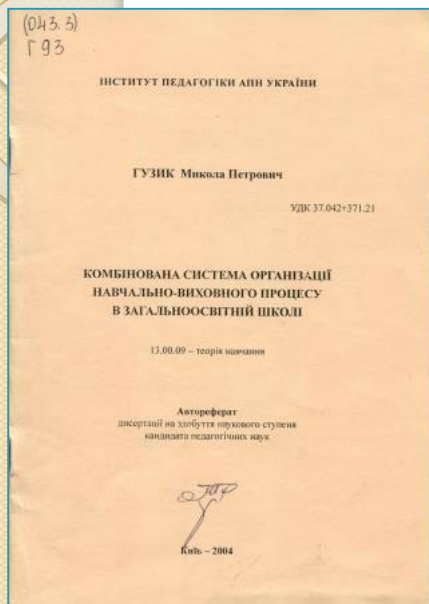 (043.3)
Г 93
ІНСТИТУТ ПЕДАГОГІКИ АПН УКРАЇНИ
ГУЗИК Микола Петрович
УДК 37.042+371.21
КОМБІНОВАНА СИСТЕМА ОРГАНІЗАЦІЇ
НАВЧАЛЬНО-ВИХОВНОГО ПРОЦЕСУ
В ЗАГАЛЬНООСВІТНІЙ ШКОЛІ
13.00.09 – теорія навчання
Автореферат
дисертації на здобуття наукового ступеня
кандидата педагогічних наук
Київ – 2004